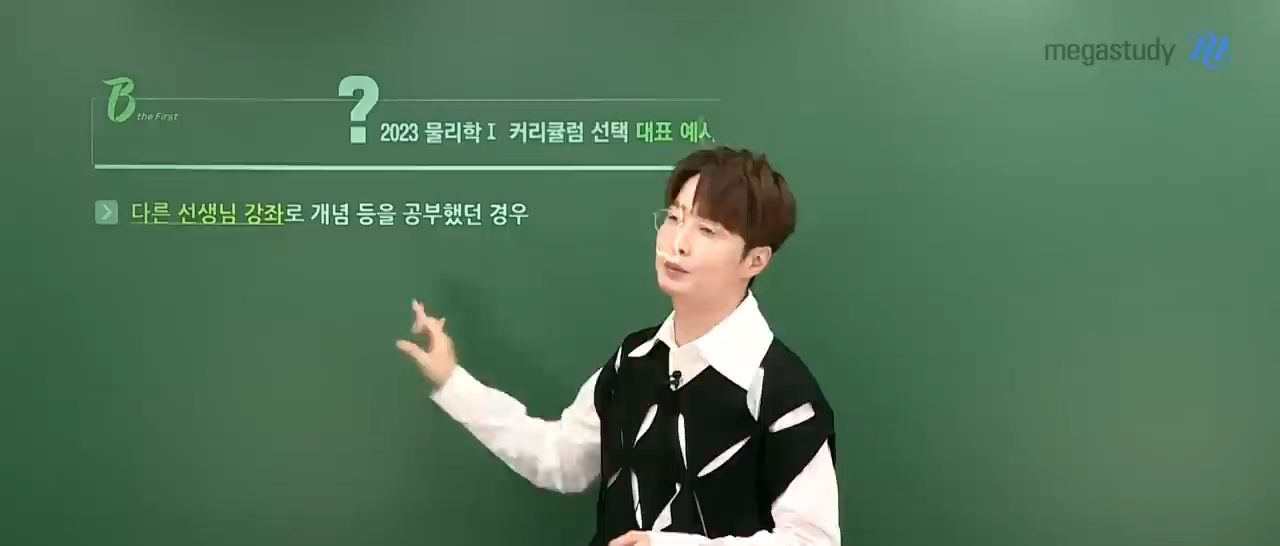 megastudy
B the First
? 2023 물리학 I 커리큘럼 선택 대표 예시
다른 선생님 강좌로 개념 등을 공부했던 경우